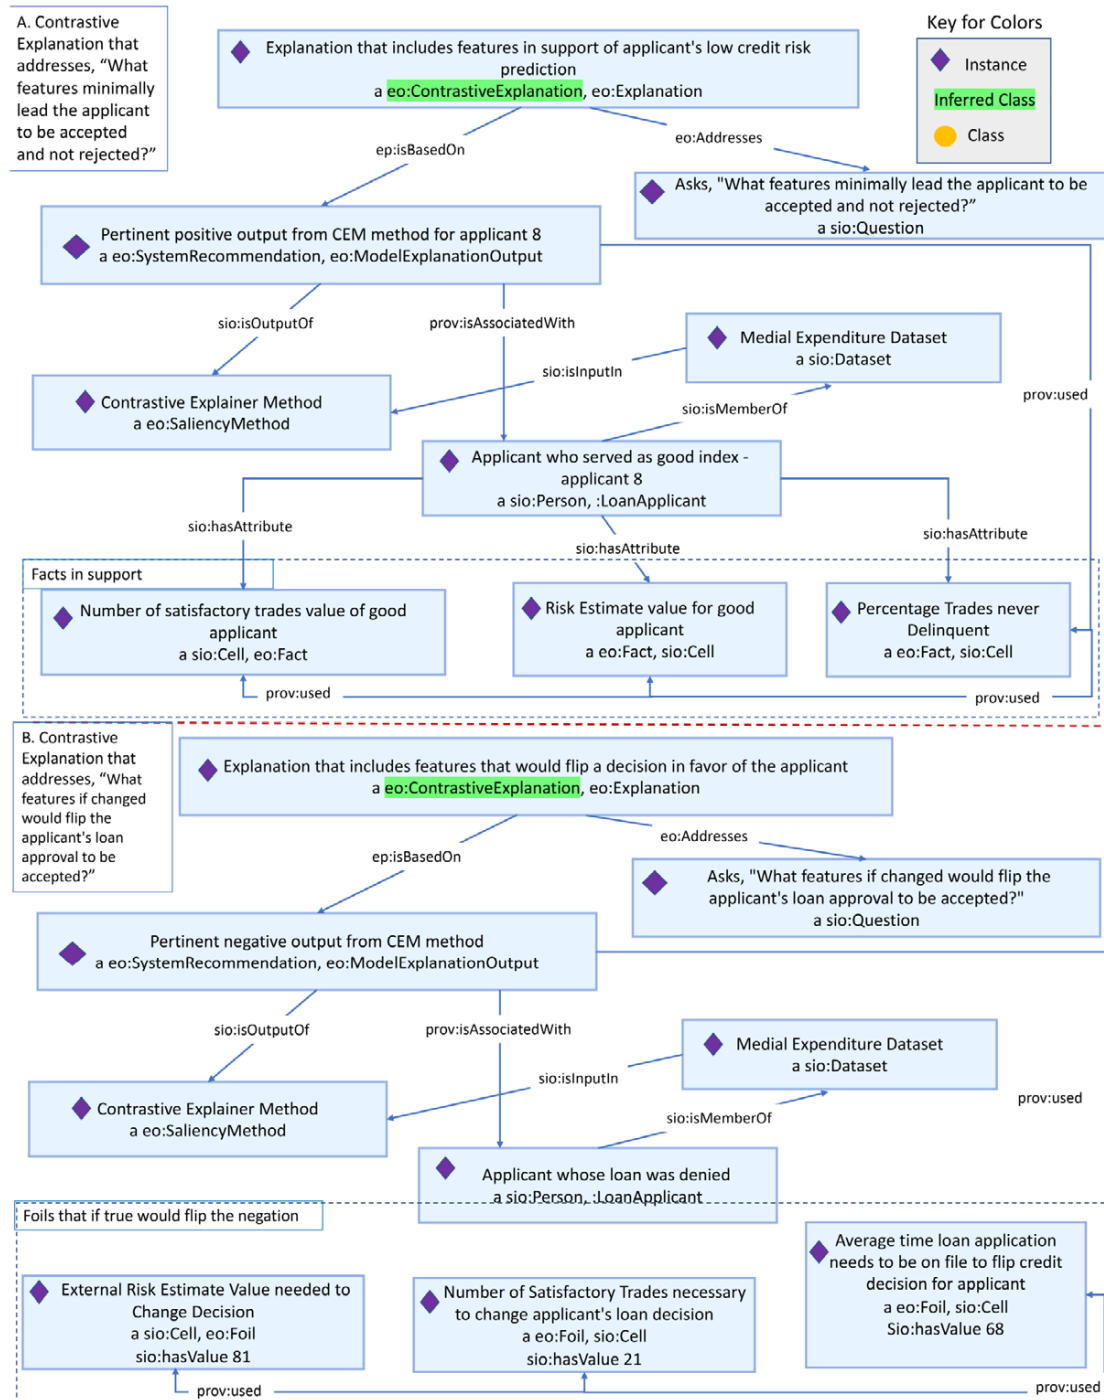 A. Contrastive
Explanation that
addresses, “What
features minimally
lead the applicant
to be accepted
and not rejected?”
Explanation that includes features in support of applicant's low credit risk
prediction
a eo:ContrastiveExplanation, eo:Explanation
Key for Colors
Instance
Inferred Class
Class
ep:isBasedOn
eo:Addresses
Asks, "What features minimally lead the applicant to be
accepted and not rejected?”
a sio:Question
Pertinent positive output from CEM method for applicant 8
a eo:SystemRecommendation, eo:ModelExplanationOutput
sio:isOutputOf
prov:isAssociatedWith
Medial Expenditure Dataset
a sio:Dataset
sio:isInputIn
prov:used
Contrastive Explainer Method
a eo:SaliencyMethod
sio:isMemberOf
Applicant who served as good index -
applicant 8
a sio:Person, :LoanApplicant
sio:hasAttribute
sio:hasAttribute
sio:hasAttribute
Facts in support
Number of satisfactory trades value of good
applicant
a sio:Cell, eo:Fact
Risk Estimate value for good
applicant
a eo:Fact, sio:Cell
Percentage Trades never
Delinquent
a eo:Fact, sio:Cell
prov:used
prov:used
B. Contrastive
Explanation that
addresses, “What
features if changed
would flip the
applicant's loan
approval to be
accepted?”
Explanation that includes features that would flip a decision in favor of the applicant
a eo:ContrastiveExplanation, eo:Explanation
ep:isBasedOn
eo:Addresses
Asks, "What features if changed would flip the
applicant's loan approval to be accepted?"
a sio:Question
Pertinent negative output from CEM method
a eo:SystemRecommendation, eo:ModelExplanationOutput
sio:isOutputOf
prov:isAssociatedWith
Medial Expenditure Dataset
a sio:Dataset
sio:isInputIn
prov:used
Contrastive Explainer Method
a eo:SaliencyMethod
sio:isMemberOf
Applicant whose loan was denied
a sio:Person, :LoanApplicant
Foils that if true would flip the negation
External Risk Estimate Value needed to
Change Decision
a sio:Cell, eo:Foil
sio:hasValue 81
Number of Satisfactory Trades necessary
to change applicant's loan decision
a eo:Foil, sio:Cell
sio:hasValue 21
Average time loan application
needs to be on file to flip credit
decision for applicant
a eo:Foil, sio:Cell
Sio:hasValue 68
prov:used
prov:used